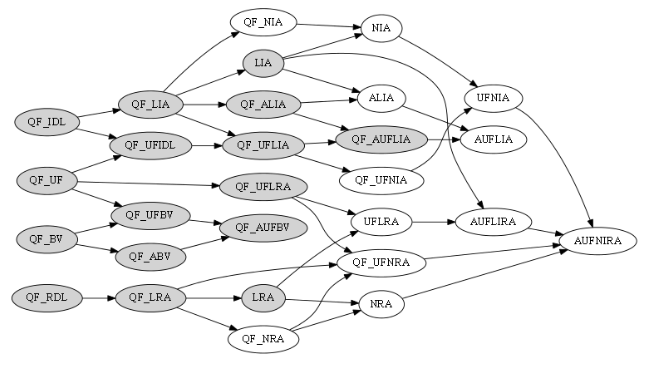 QF_NIA
NIA
LIA
QF_LIA
QF_ALIA
ALIA
UFNIA
QF_IDL
QF_UFIDL
QF_UFLIA
QF_AUFLIA
AUFLIA
QF_UF
QF_UFLRA
QF_UFNIA
QF_UFBV
QF_AUFBV
UFLRA
AUFLIRA
QF_BV
QF_ABV
QF_UFNRA
AUFNIRA
QF_RDL
QF_LRA
LRA
NRA
QF_NRA